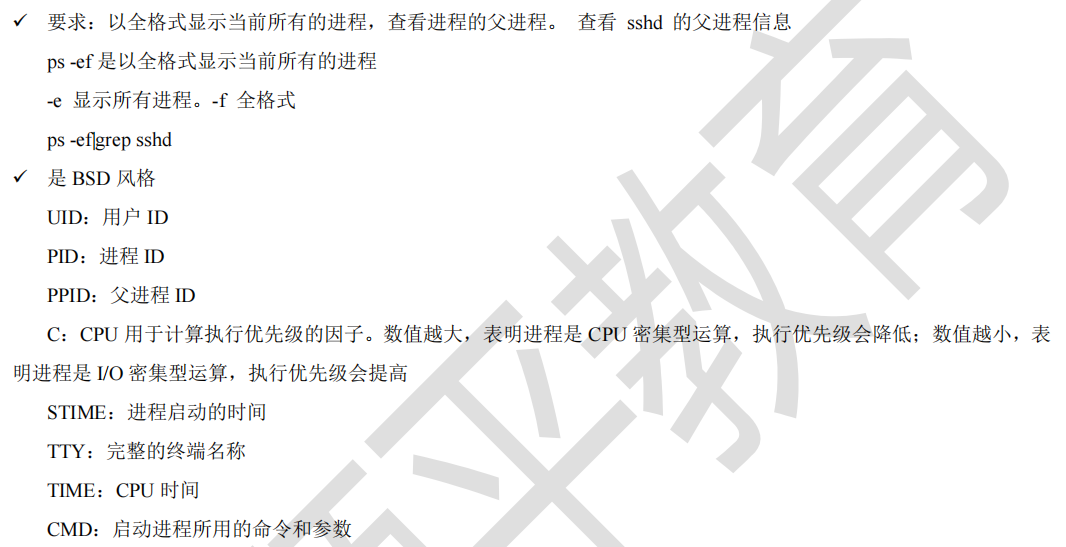 ✓ 要求：以全格式显示当前所有的进程，查看进程的父进程。 查看 sshd 的父进程信息
ps -ef 是以全格式显示当前所有的进程
-e 显示所有进程。-f 全格式
ps -ef|grep sshd
✓ 是 BSD 风格
UID：用户 ID
PID：进程 ID
PPID：父进程 ID
C：CPU 用于计算执行优先级的因子。数值越大，表明进程是 CPU 密集型运算，执行优先级会降低；数值越小，表
明进程是 I/O 密集型运算，执行优先级会提高
STIME：进程启动的时间
TTY：完整的终端名称
TIME：CPU 时间
CMD：启动进程所用的命令和参数
平教育